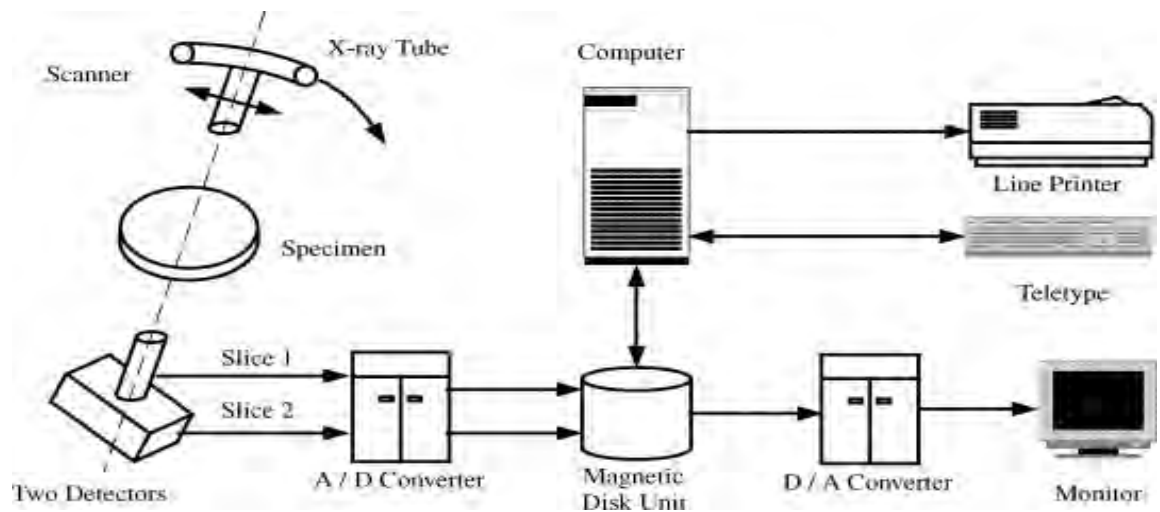 X-ray Tube
Scanner
Computer
Line Printer
Specimen
Teletype
Slice 1
Slice 2
Two Detectors
A / D Converter
Magnetic
Disk Unit
D / A Converter
Monitor